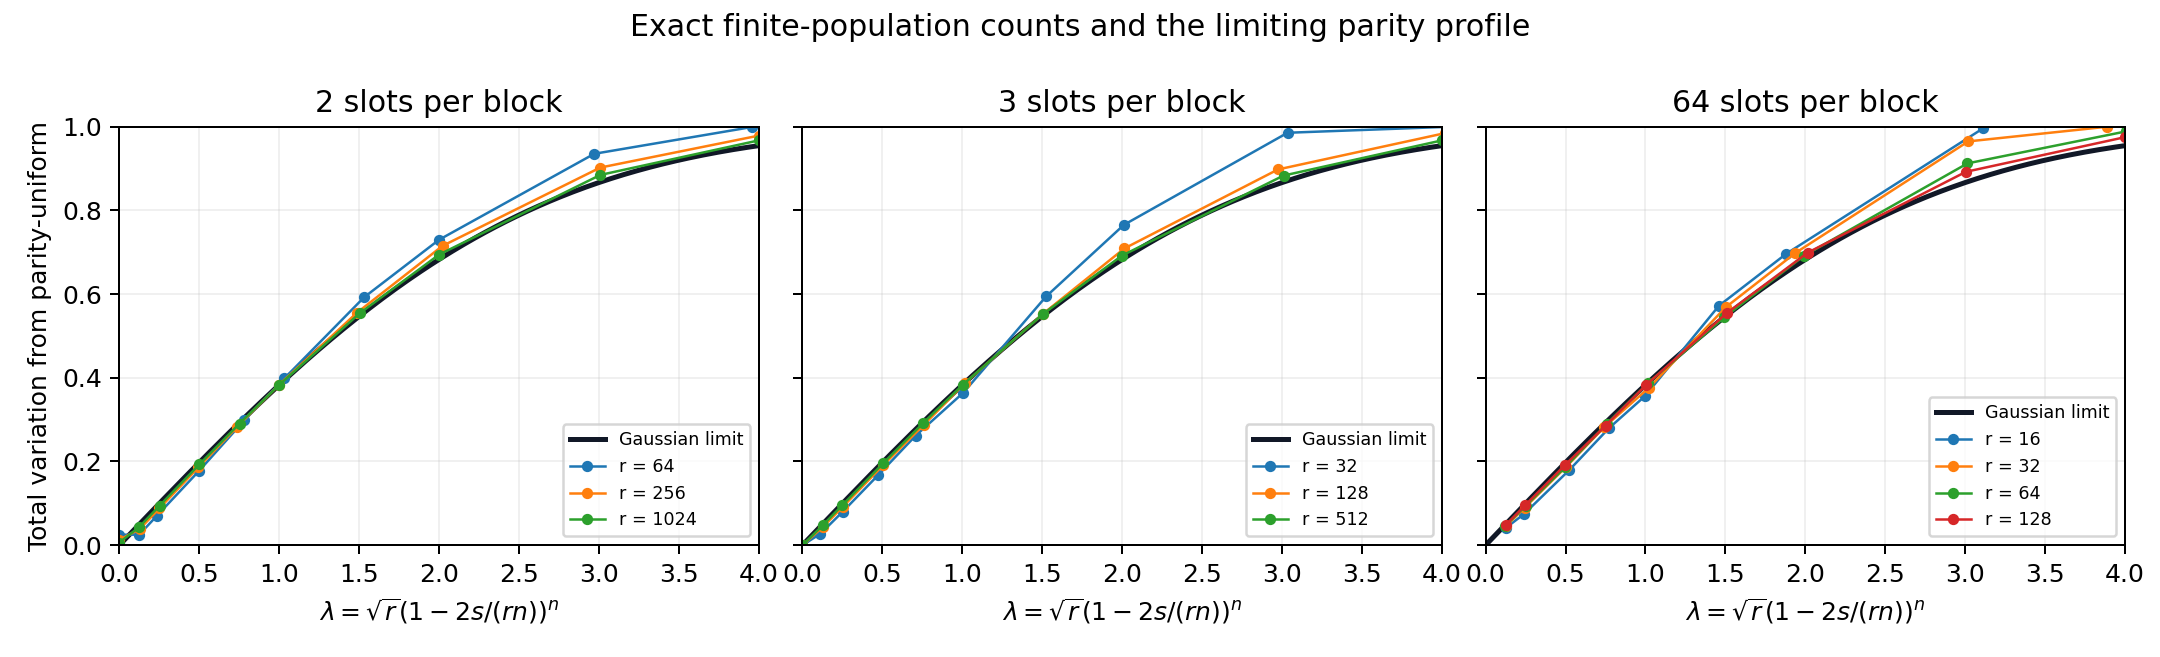 Exact finite-population counts and the limiting parity profile
2 slots per block
Total variation from parity-uniform
1.0
0.8
0.6
0.4
0.2
0.0
0.0 0.5 1.0 1.5 2.0 2.5 3.0 3.5 4.0
λ = √r(1 − 2s/(rn))ⁿ
Gaussian limit
r = 64
r = 256
r = 1024
3 slots per block
0.0 0.5 1.0 1.5 2.0 2.5 3.0 3.5 4.0
λ = √r(1 − 2s/(rn))ⁿ
Gaussian limit
r = 32
r = 128
r = 512
64 slots per block
0.0 0.5 1.0 1.5 2.0 2.5 3.0 3.5 4.0
λ = √r(1 − 2s/(rn))ⁿ
Gaussian limit
r = 16
r = 32
r = 64
r = 128